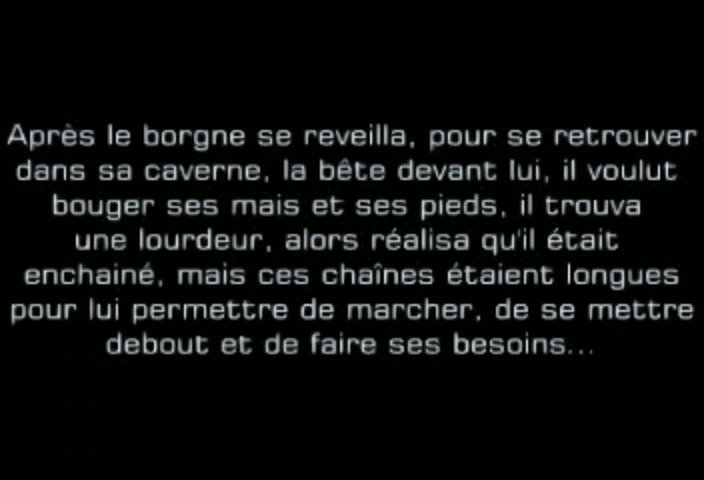 Après le borgne se reveilla, pour se retrouver
dans sa caverne, la bête devant lui, il voulut
bouger ses mais et ses pieds, il trouva
une lourdeur, alors réalisa qu'il était
enchainé, mais ces chaînes étaient longues
pour lui permettre de marcher, de se mettre
debout et de faire ses besoins...